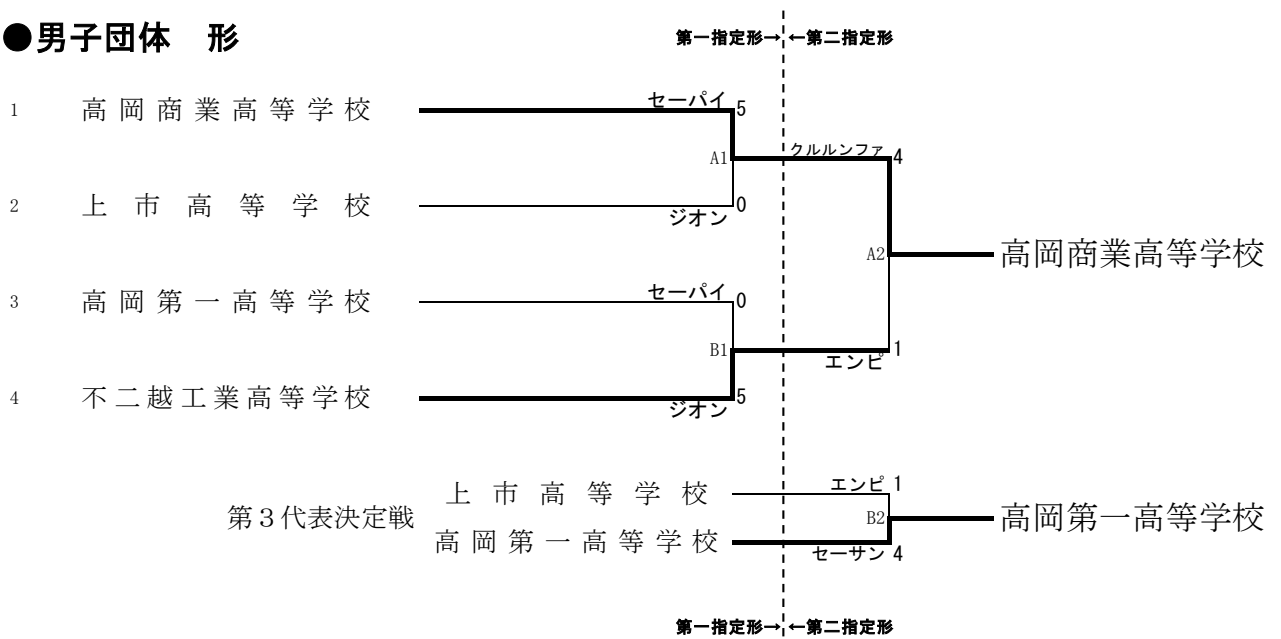 ●男子団体　形
第一指定形→ ←第二指定形
1 高岡商業高等学校 セーパイ 5
A1 クルルンファ 4
2 上市高等学校 ジオン 0
A2 高岡商業高等学校
3 高岡第一高等学校 セーパイ 0
B1 エンピ 1
4 不二越工業高等学校 ジオン 5
上市高等学校 エンピ 1
第３代表決定戦 B2 高岡第一高等学校
高岡第一高等学校 セーサン 4
第一指定形→ ←第二指定形